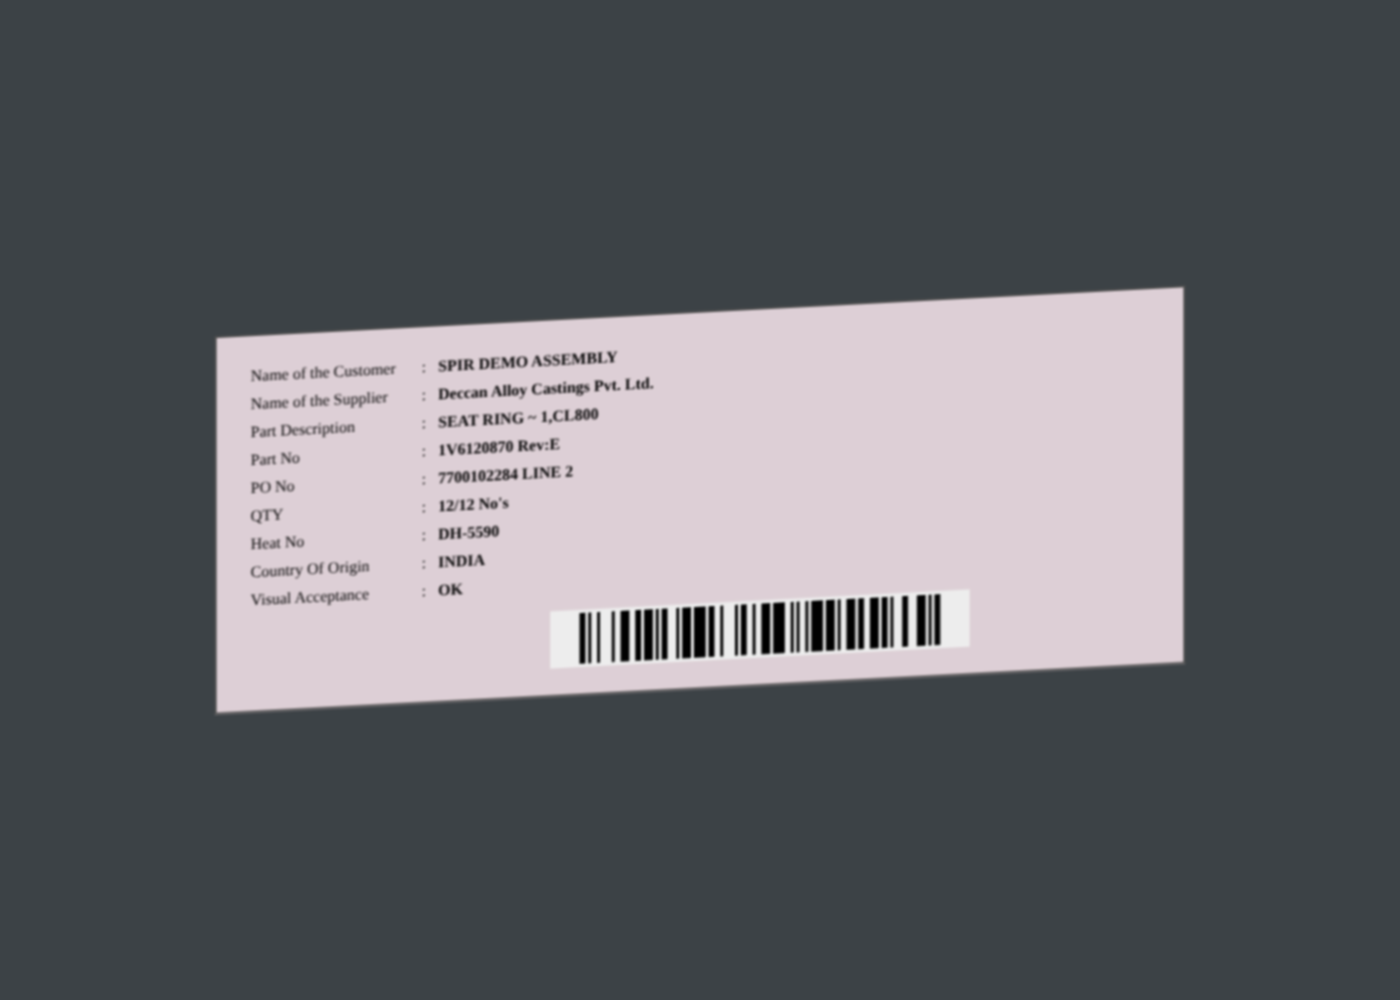 Name of the Customer : SPIR DEMO ASSEMBLY
Name of the Supplier : Deccan Alloy Castings Pvt. Ltd.
Part Description : SEAT RING ~ 1,CL800
Part No : 1V6120870 Rev:E
PO No : 7700102284 LINE 2
QTY : 12/12 No's
Heat No : DH-5590
Country Of Origin : INDIA
Visual Acceptance : OK